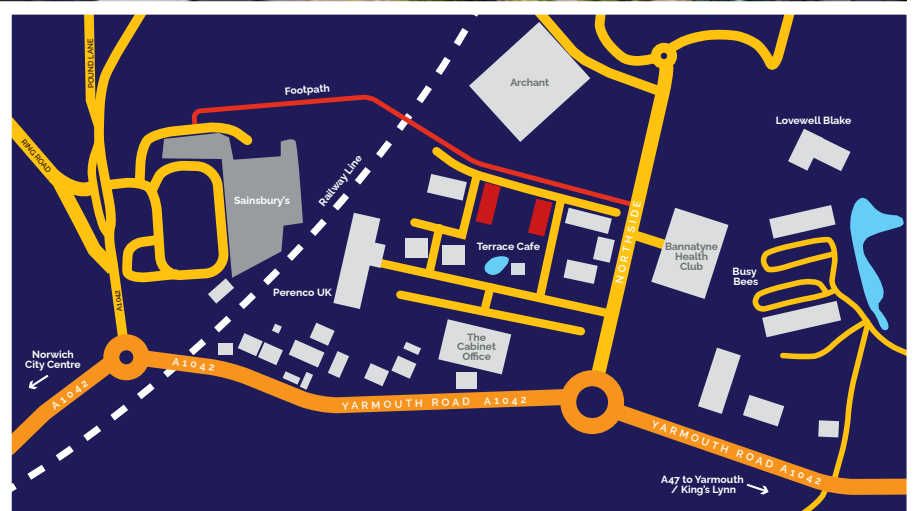 POUND LANE
Footpath
Archant
Lovewell Blake
RING ROAD
Railway Line
Sainsbury's
NORTHSIDE
Terrace Cafe
Bannatyne
Health
Club
Busy
Bees
Perenco UK
A1042
The
Cabinet
Office
Norwich
City Centre
A1042
A1042
YARMOUTH ROAD A1042
YARMOUTH ROAD A1042
A47 to Yarmouth
/ King's Lynn